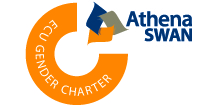 Athena
SWAN
ECU GENDER CHARTER